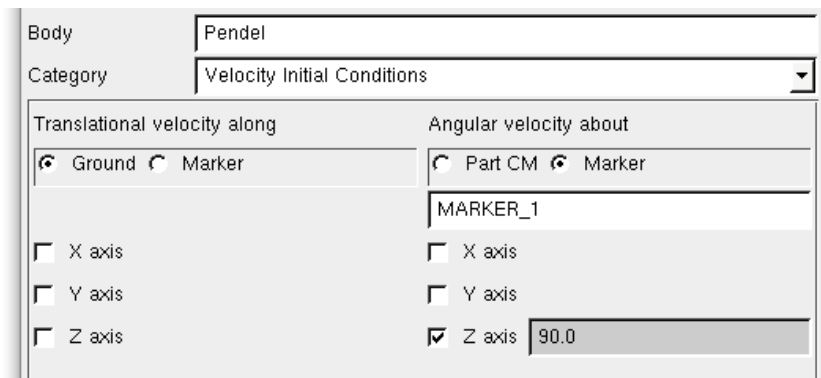 Body Pendel
Category Velocity Initial Conditions
Translational velocity along Angular velocity about
Ground Marker Part CM Marker
MARKER_1
X axis X axis
Y axis Y axis
Z axis Z axis 90.0